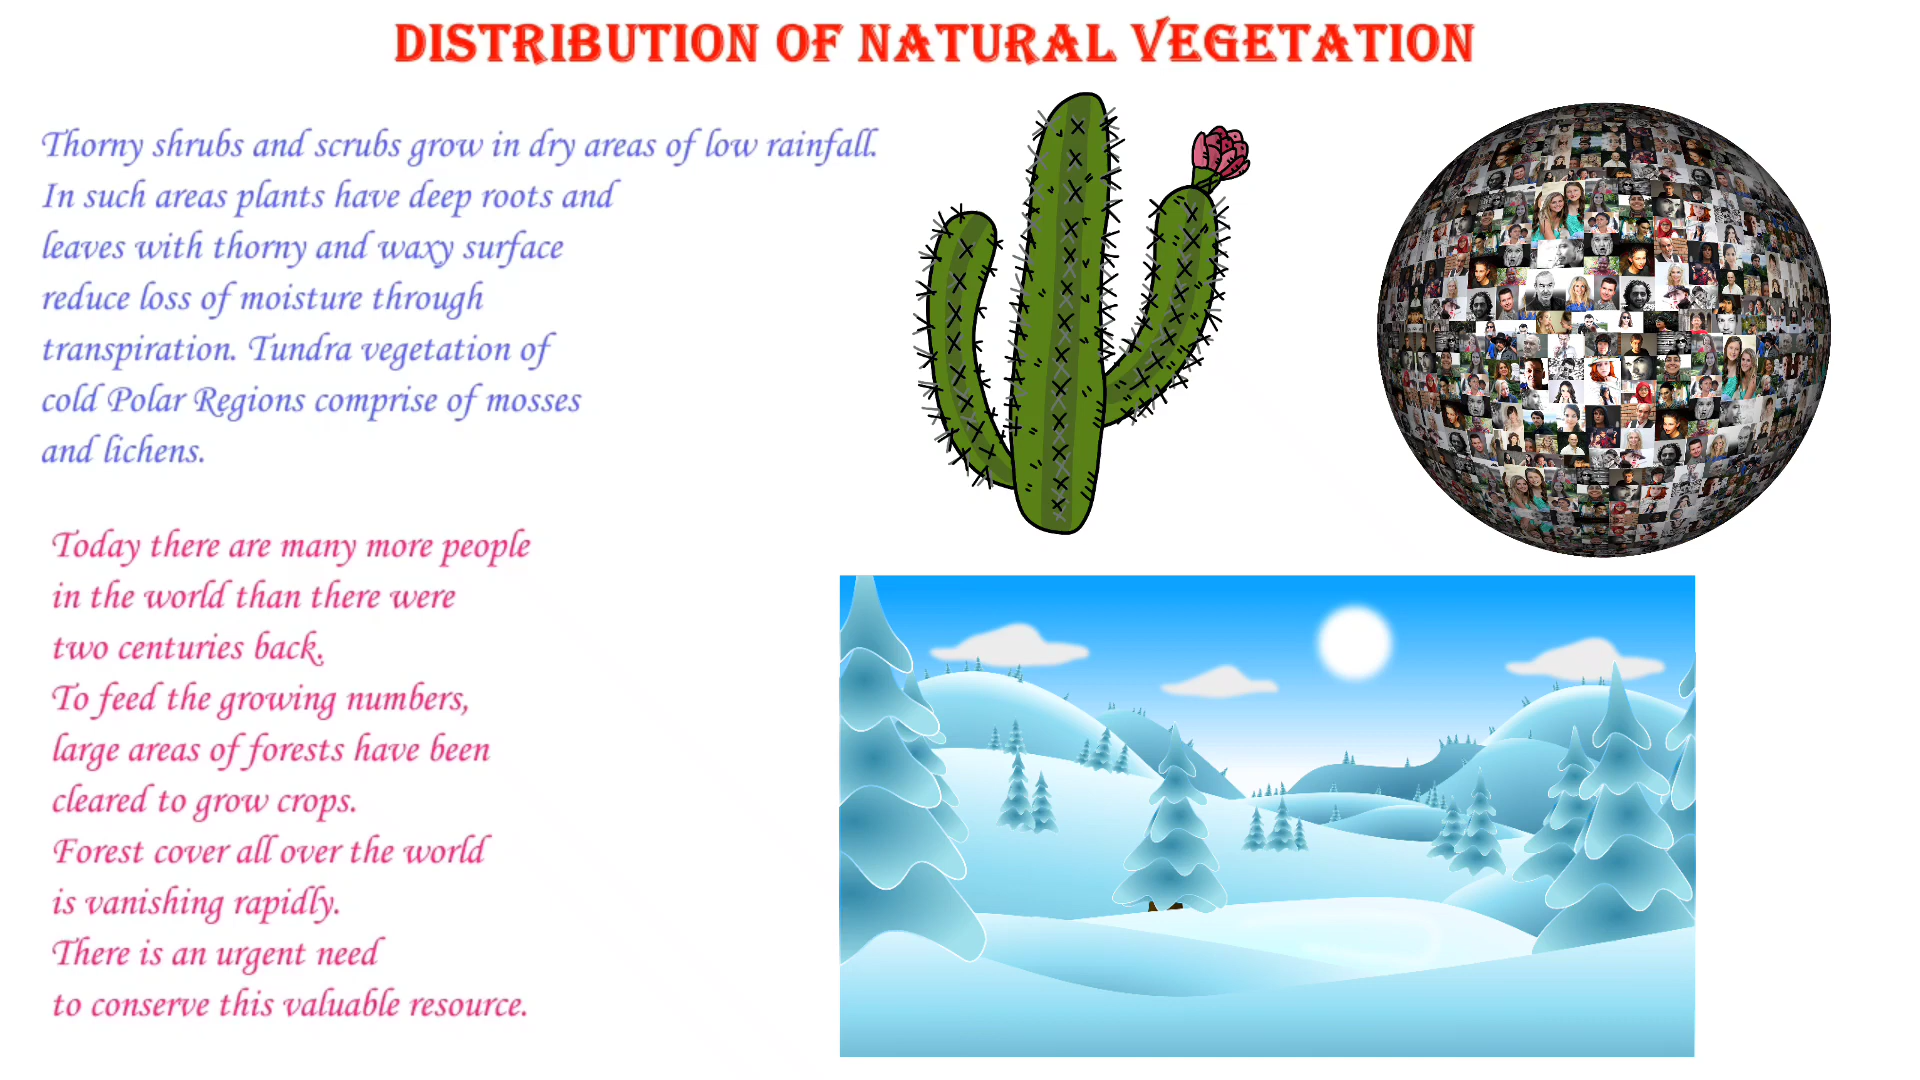 DISTRIBUTION OF NATURAL VEGETATION
Thorny shrubs and scrubs grow in dry areas of low rainfall.
In such areas plants have deep roots and
leaves with thorny and waxy surface
reduce loss of moisture through
transpiration. Tundra vegetation of
cold Polar Regions comprise of mosses
and lichens.
Today there are many more people
in the world than there were
two centuries back.
To feed the growing numbers,
large areas of forests have been
cleared to grow crops.
Forest cover all over the world
is vanishing rapidly.
There is an urgent need
to conserve this valuable resource.